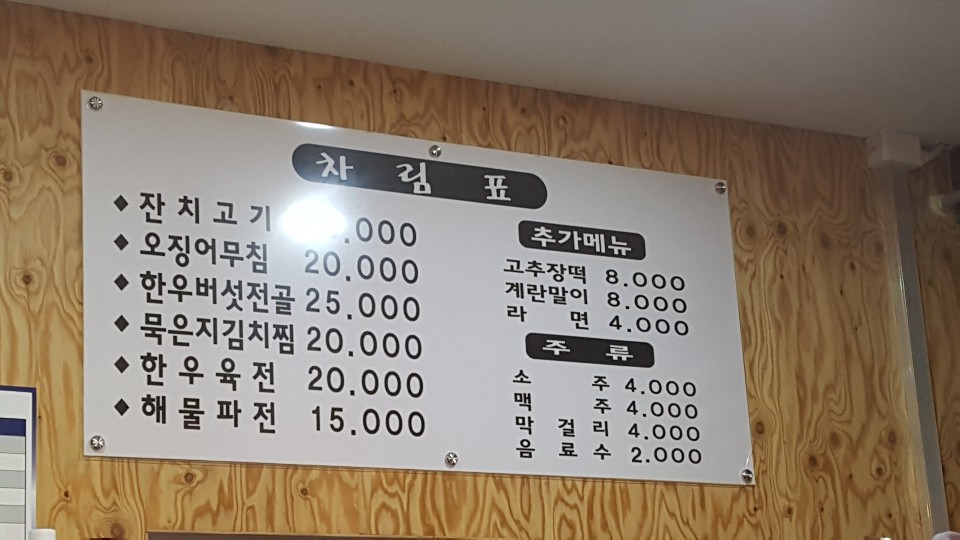 차 림 표
◆ 잔 치 고 기 .000
◆ 오징어무침 20.000
◆ 한우버섯전골 25.000
◆ 묵은지김치찜 20.000
◆ 한 우 육 전 20.000
◆ 해 물 파 전 15.000
추가메뉴
고추장떡 8.000
계란말이 8.000
라 면 4.000
주 류
소 주 4.000
맥 주 4.000
막 걸 리 4.000
음 료 수 2.000